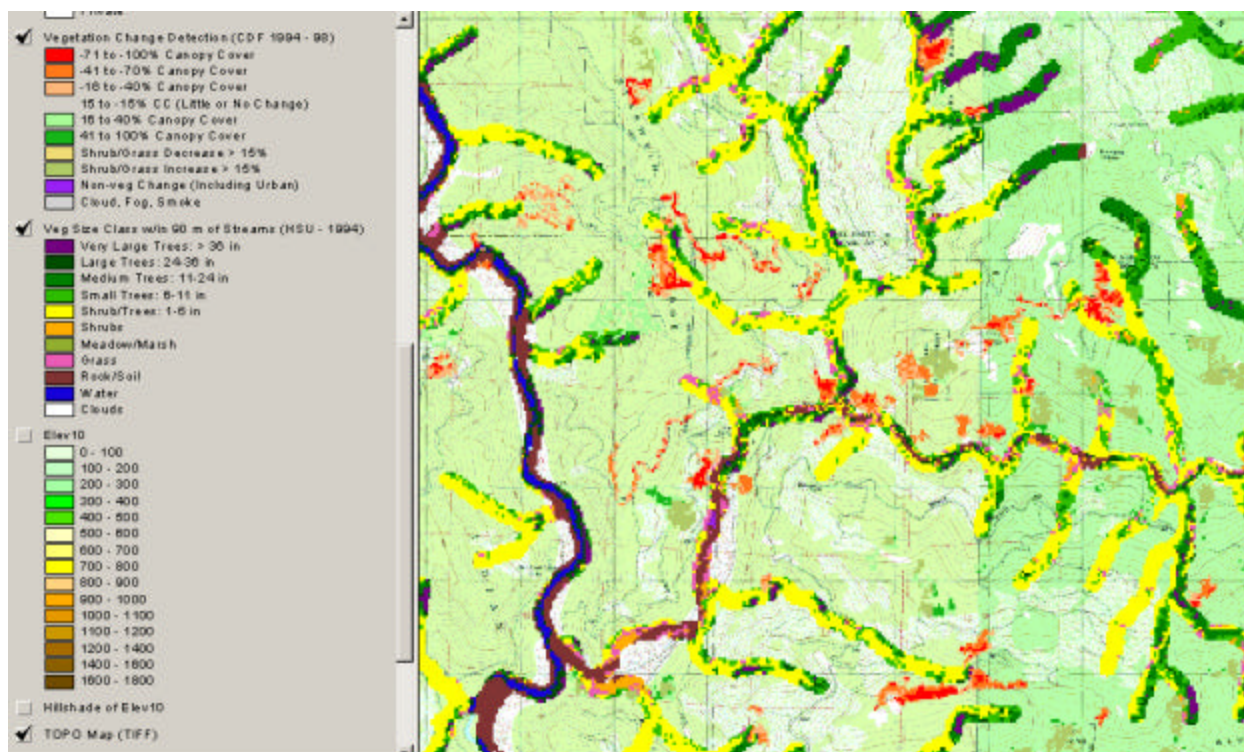 Private
Vegetation Change Detection (CDF 1994 - 98)
-71 to -100% Canopy Cover
-41 to -70% Canopy Cover
-16 to -40% Canopy Cover
15 to -15% CC (Little or No Change)
16 to 40% Canopy Cover
41 to 100% Canopy Cover
Shrub/Grass Decrease > 15%
Shrub/Grass Increase > 15%
Non-veg Change (Including Urban)
Cloud, Fog, Smoke
Veg Size Class w/in 90 m of Streams (HSU - 1994)
Very Large Trees: > 36 in
Large Trees: 24-36 in
Medium Trees: 11-24 in
Small Trees: 6-11 in
Shrub/Trees: 1-6 in
Shrubs
Meadow/Marsh
Grass
Rock/Soil
Water
Clouds
Elev10
0 - 100
100 - 200
200 - 300
300 - 400
400 - 500
500 - 600
600 - 700
700 - 800
800 - 900
900 - 1000
1000 - 1100
1100 - 1200
1200 - 1400
1400 - 1600
1600 - 1800
Hillshade of Elev10
TOPO Map (TIFF)